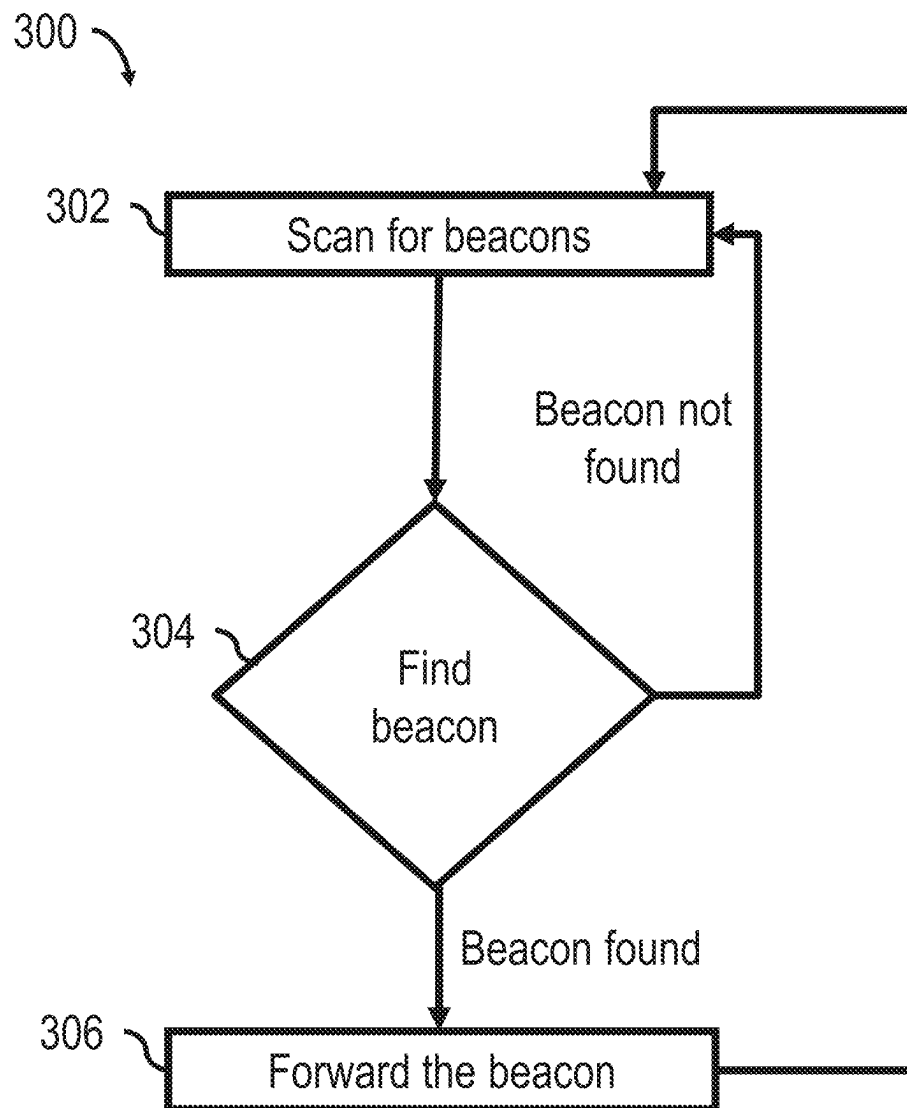 300
302
Scan for beacons
Beacon not
found
304
Find
beacon
Beacon found
306
Forward the beacon